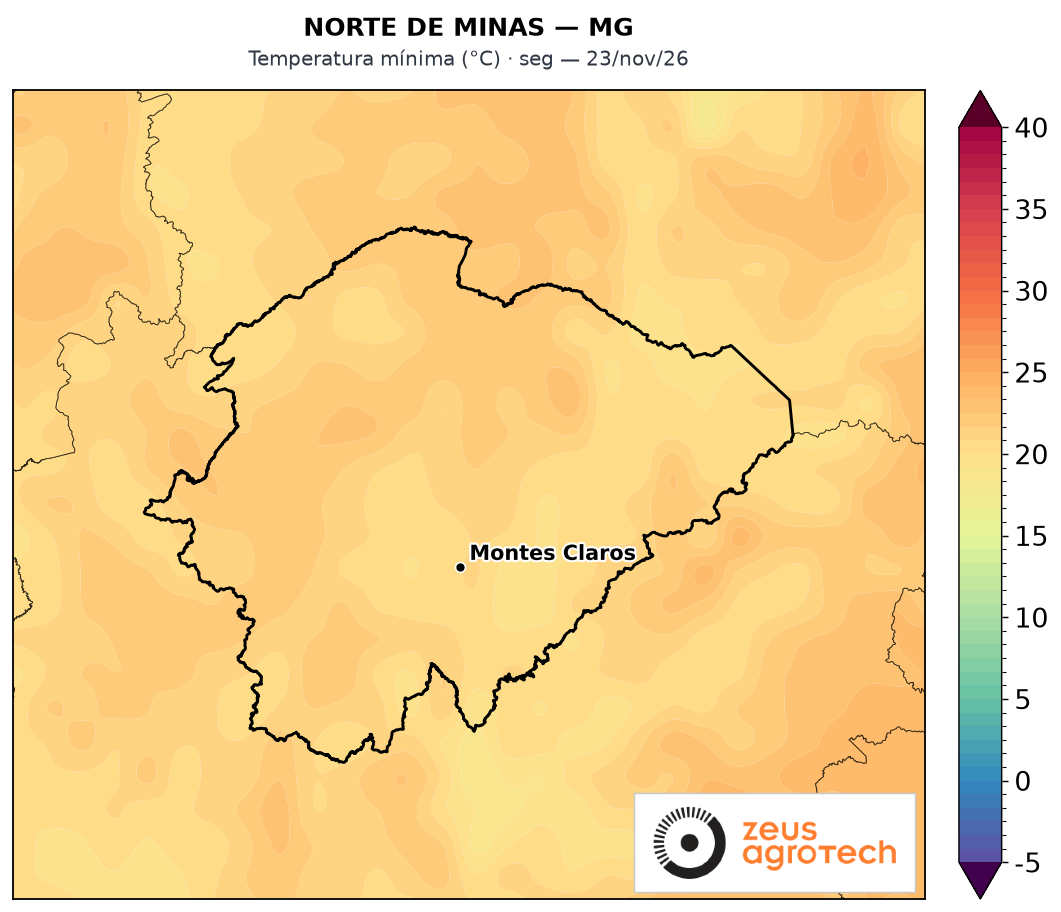 NORTE DE MINAS — MG
Temperatura mínima (°C) · seg — 23/nov/26
40
35
30
25
20
15
10
5
0
-5
Montes Claros
zeus
agrotech